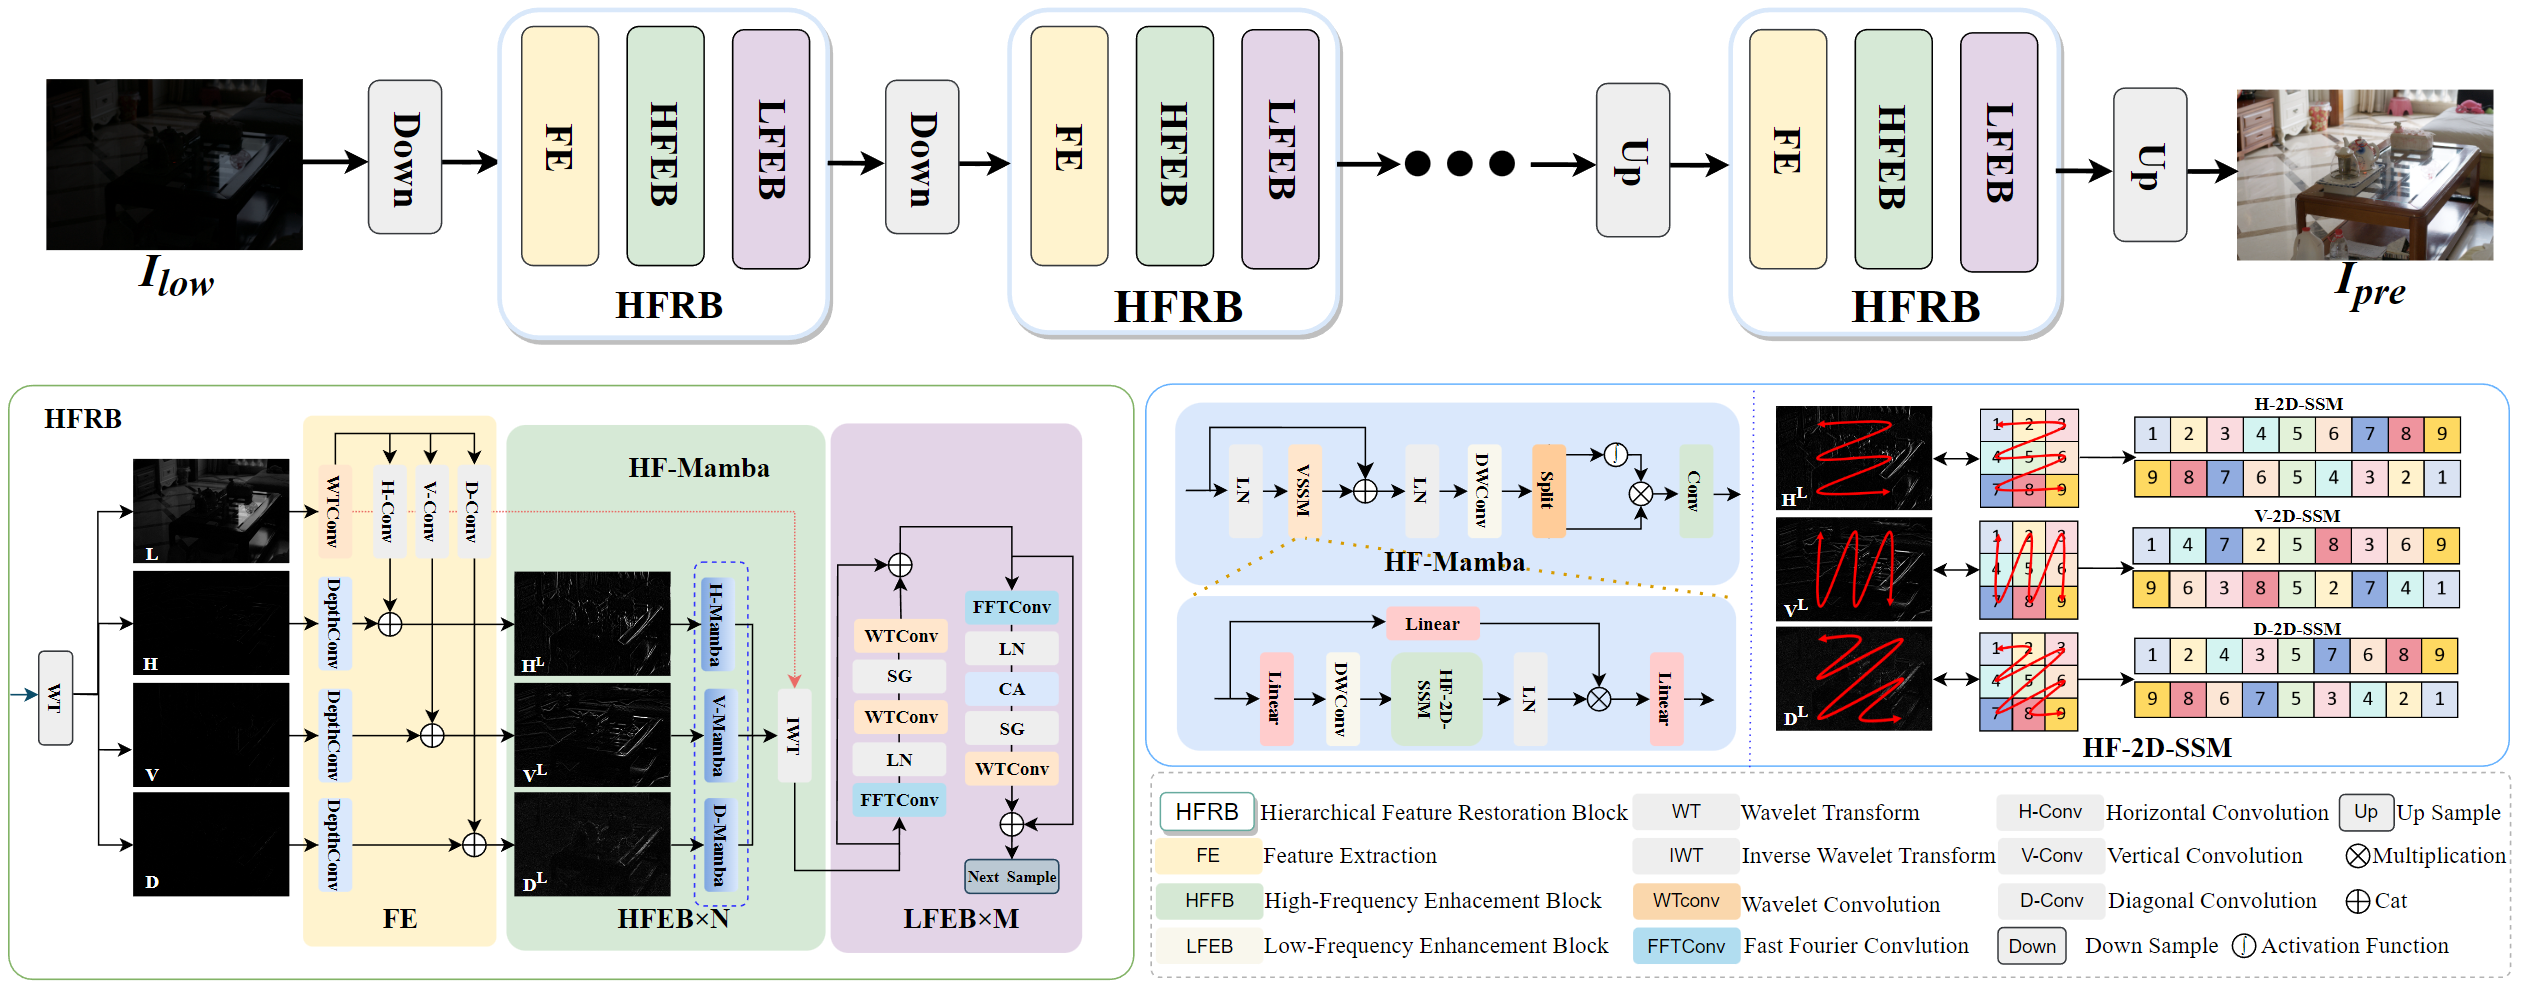 I_low
Down
FE
HFEB
LFEB
HFRB
Down
FE
HFEB
LFEB
HFRB
Up
FE
HFEB
LFEB
HFRB
Up
I_pre
HFRB
WT
L
H
V
D
WTConv
H-Conv
V-Conv
D-Conv
DepthConv
DepthConv
DepthConv
FE
HF-Mamba
H^L
V^L
D^L
H-Mamba
V-Mamba
D-Mamba
IWT
HFEB×N
WTConv
SG
WTConv
LN
FFTConv
FFTConv
LN
CA
SG
WTConv
Next Sample
LFEB×M
LN
VSSM
LN
DWConv
Split
Conv
HF-Mamba
Linear
Linear
DWConv
HF-2D-
SSM
LN
Linear
H^L
V^L
D^L
1 2 3
4 5 6
7 8 9
1 2 3
4 5 6
7 8 9
1 2 3
4 5 6
7 8 9
H-2D-SSM
1 2 3 4 5 6 7 8 9
9 8 7 6 5 4 3 2 1
V-2D-SSM
1 4 7 2 5 8 3 6 9
9 6 3 8 5 2 7 4 1
D-2D-SSM
1 2 4 3 5 7 6 8 9
9 8 6 7 5 3 4 2 1
HF-2D-SSM
HFRB Hierarchical Feature Restoration Block
WT Wavelet Transform
H-Conv Horizontal Convolution
Up Up Sample
FE Feature Extraction
IWT Inverse Wavelet Transform
V-Conv Vertical Convolution
Multiplication
HFFB High-Frequency Enhacement Block
WTconv Wavelet Convolution
D-Conv Diagonal Convolution
Cat
LFEB Low-Frequency Enhancement Block
FFTConv Fast Fourier Convlution
Down Down Sample
∫ Activation Function